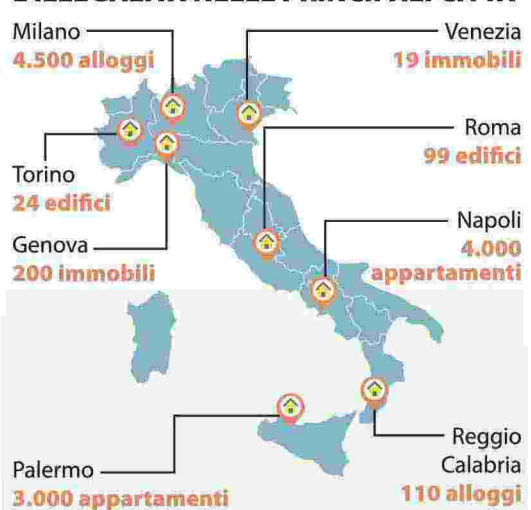 Milano
4.500 alloggi
Venezia
19 immobili
Roma
99 edifici
Torino
24 edifici
Napoli
4.000
appartamenti
Genova
200 immobili
Reggio
Calabria
110 alloggi
Palermo
3.000 appartamenti